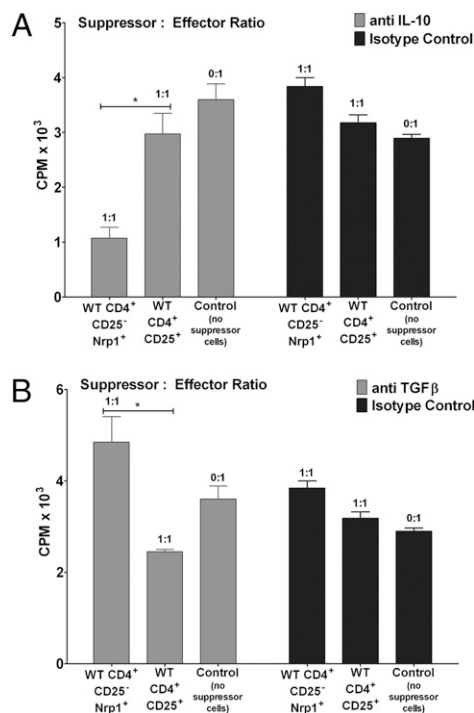 A
Suppressor : Effector Ratio
anti IL-10
Isotype Control
CPM x 10³
5
4
3
2
1
0
1:1
*
1:1
0:1
1:1
1:1
0:1
WT CD4⁺
CD25⁻
Nrp1⁺
WT
CD4⁺
CD25⁺
Control
(no
suppressor
cells)
WT CD4⁺
CD25⁻
Nrp1⁺
WT
CD4⁺
CD25⁺
Control
(no
suppressor
cells)
B
Suppressor : Effector Ratio
anti TGFβ
Isotype Control
CPM x 10³
6
4
2
0
1:1
*
1:1
0:1
1:1
1:1
0:1
WT CD4⁺
CD25⁻
Nrp1⁺
WT
CD4⁺
CD25⁺
Control
(no
suppressor
cells)
WT CD4⁺
CD25⁻
Nrp1⁺
WT
CD4⁺
CD25⁺
Control
(no
suppressor
cells)